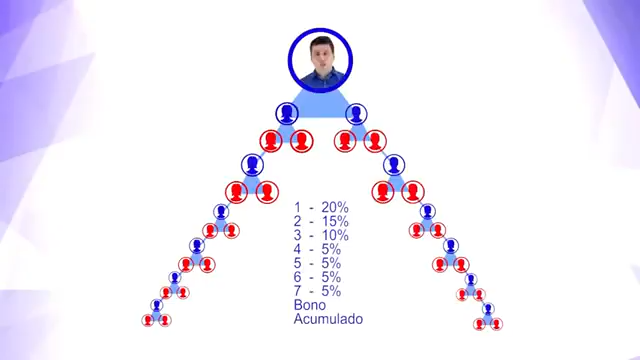 1 - 20%
2 - 15%
3 - 10%
4 - 5%
5 - 5%
6 - 5%
7 - 5%
Bono
Acumulado